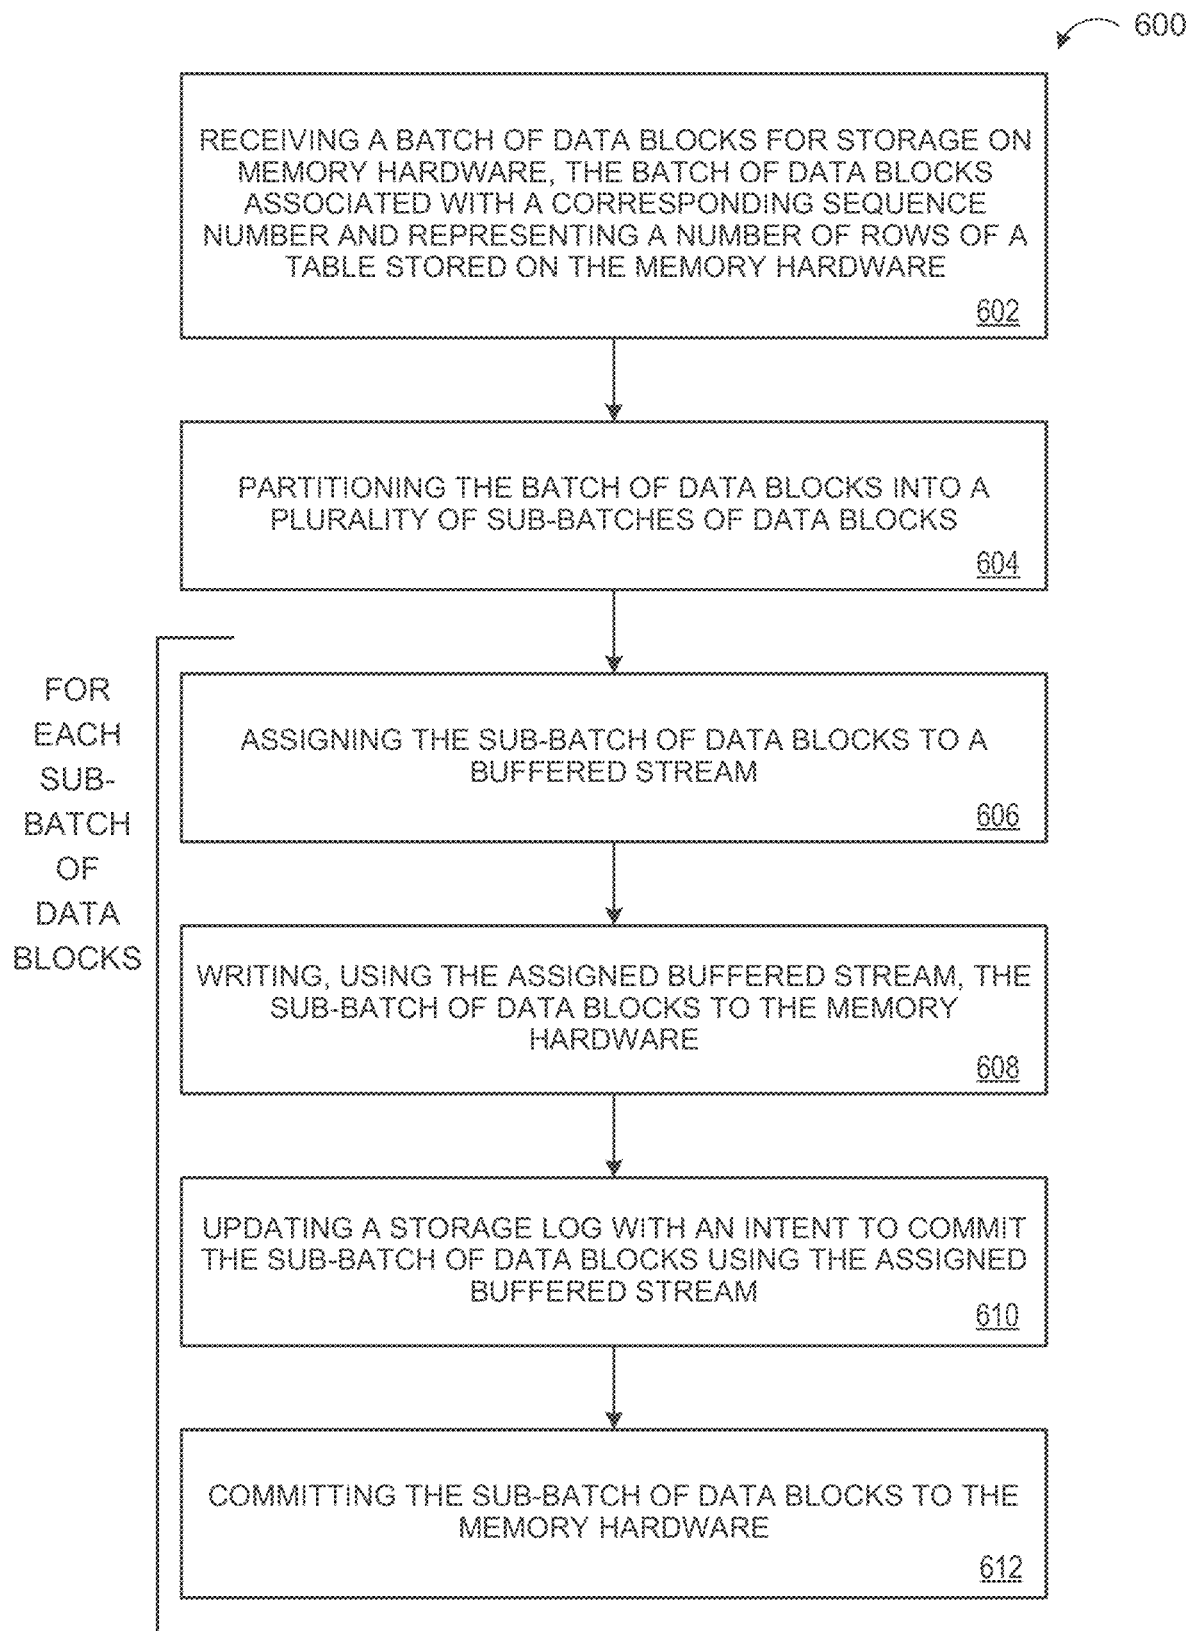 600
RECEIVING A BATCH OF DATA BLOCKS FOR STORAGE ON
MEMORY HARDWARE, THE BATCH OF DATA BLOCKS
ASSOCIATED WITH A CORRESPONDING SEQUENCE
NUMBER AND REPRESENTING A NUMBER OF ROWS OF A
TABLE STORED ON THE MEMORY HARDWARE
602
PARTITIONING THE BATCH OF DATA BLOCKS INTO A
PLURALITY OF SUB-BATCHES OF DATA BLOCKS
604
FOR
EACH
SUB-
BATCH
OF
DATA
BLOCKS
ASSIGNING THE SUB-BATCH OF DATA BLOCKS TO A
BUFFERED STREAM
606
WRITING, USING THE ASSIGNED BUFFERED STREAM, THE
SUB-BATCH OF DATA BLOCKS TO THE MEMORY
HARDWARE
608
UPDATING A STORAGE LOG WITH AN INTENT TO COMMIT
THE SUB-BATCH OF DATA BLOCKS USING THE ASSIGNED
BUFFERED STREAM
610
COMMITTING THE SUB-BATCH OF DATA BLOCKS TO THE
MEMORY HARDWARE
612